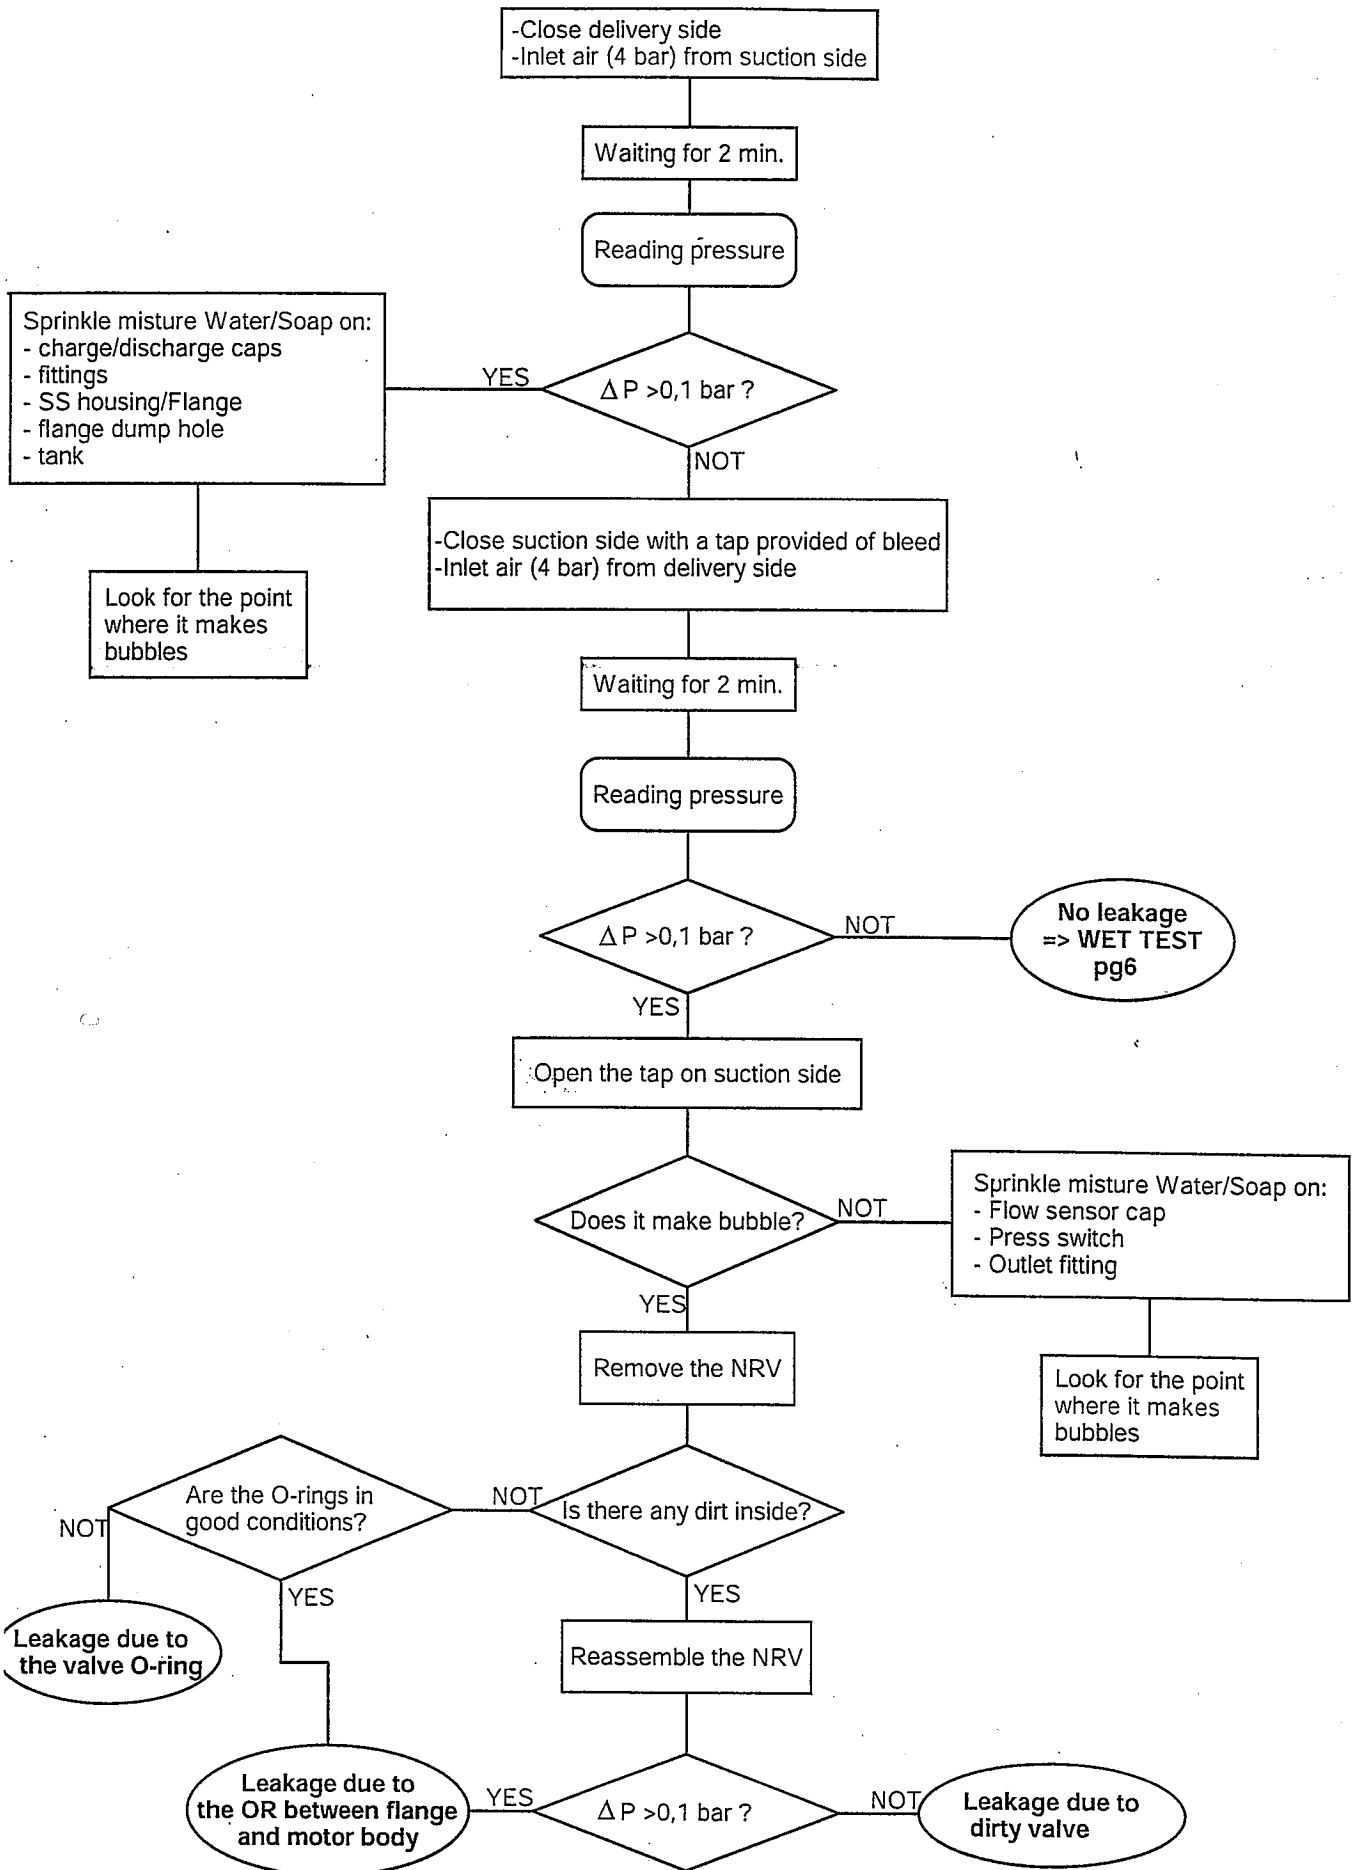 -Close delivery side
-Inlet air (4 bar) from suction side
Waiting for 2 min.
Reading pressure
Sprinkle misture Water/Soap on:
- charge/discharge caps
- fittings
- SS housing/Flange
- flange dump hole
- tank
YES
Δ P >0,1 bar ?
NOT
Look for the point
where it makes
bubbles
-Close suction side with a tap provided of bleed
-Inlet air (4 bar) from delivery side
Waiting for 2 min.
Reading pressure
Δ P >0,1 bar ?
NOT
No leakage
=> WET TEST
pg6
YES
Open the tap on suction side
Does it make bubble?
NOT
Sprinkle misture Water/Soap on:
- Flow sensor cap
- Press switch
- Outlet fitting
YES
Remove the NRV
Look for the point
where it makes
bubbles
Are the O-rings in
good conditions?
NOT
Is there any dirt inside?
NOT
YES
YES
Leakage due to
the valve O-ring
Reassemble the NRV
Leakage due to
the OR between flange
and motor body
YES
Δ P >0,1 bar ?
NOT
Leakage due to
dirty valve